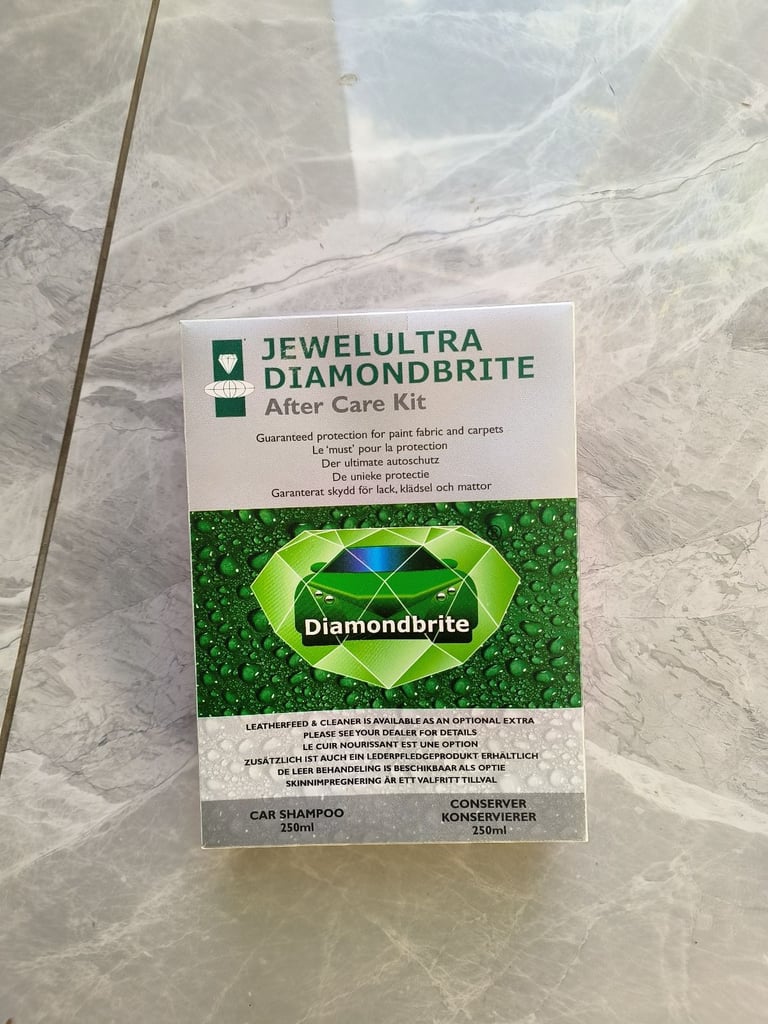 JEWELULTRA
DIAMONDBRITE
After Care Kit
Guaranteed protection for paint fabric and carpets
Le 'must' pour la protection
Der ultimate autoschutz
De unieke protectie
Garanterat skydd för lack, klädsel och mattor
Diamondbrite
LEATHERFEED & CLEANER IS AVAILABLE AS AN OPTIONAL EXTRA
PLEASE SEE YOUR DEALER FOR DETAILS
LE CUIR NOURISSANT EST UNE OPTION
ZUSÄTZLICH IST AUCH EIN LEDERPFLEDGEPRODUKT ERHÄLTLICH
DE LEER BEHANDELING IS BESCHIKBAAR ALS OPTIE
SKINNIMPREGNERING ÄR ETT VALFRITT TILLVAL
CAR SHAMPOO
250ml
CONSERVER
KONSERVIERER
250ml